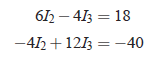 6I₂ − 4I₃ = 18
−4I₂ + 12I₃ = −40